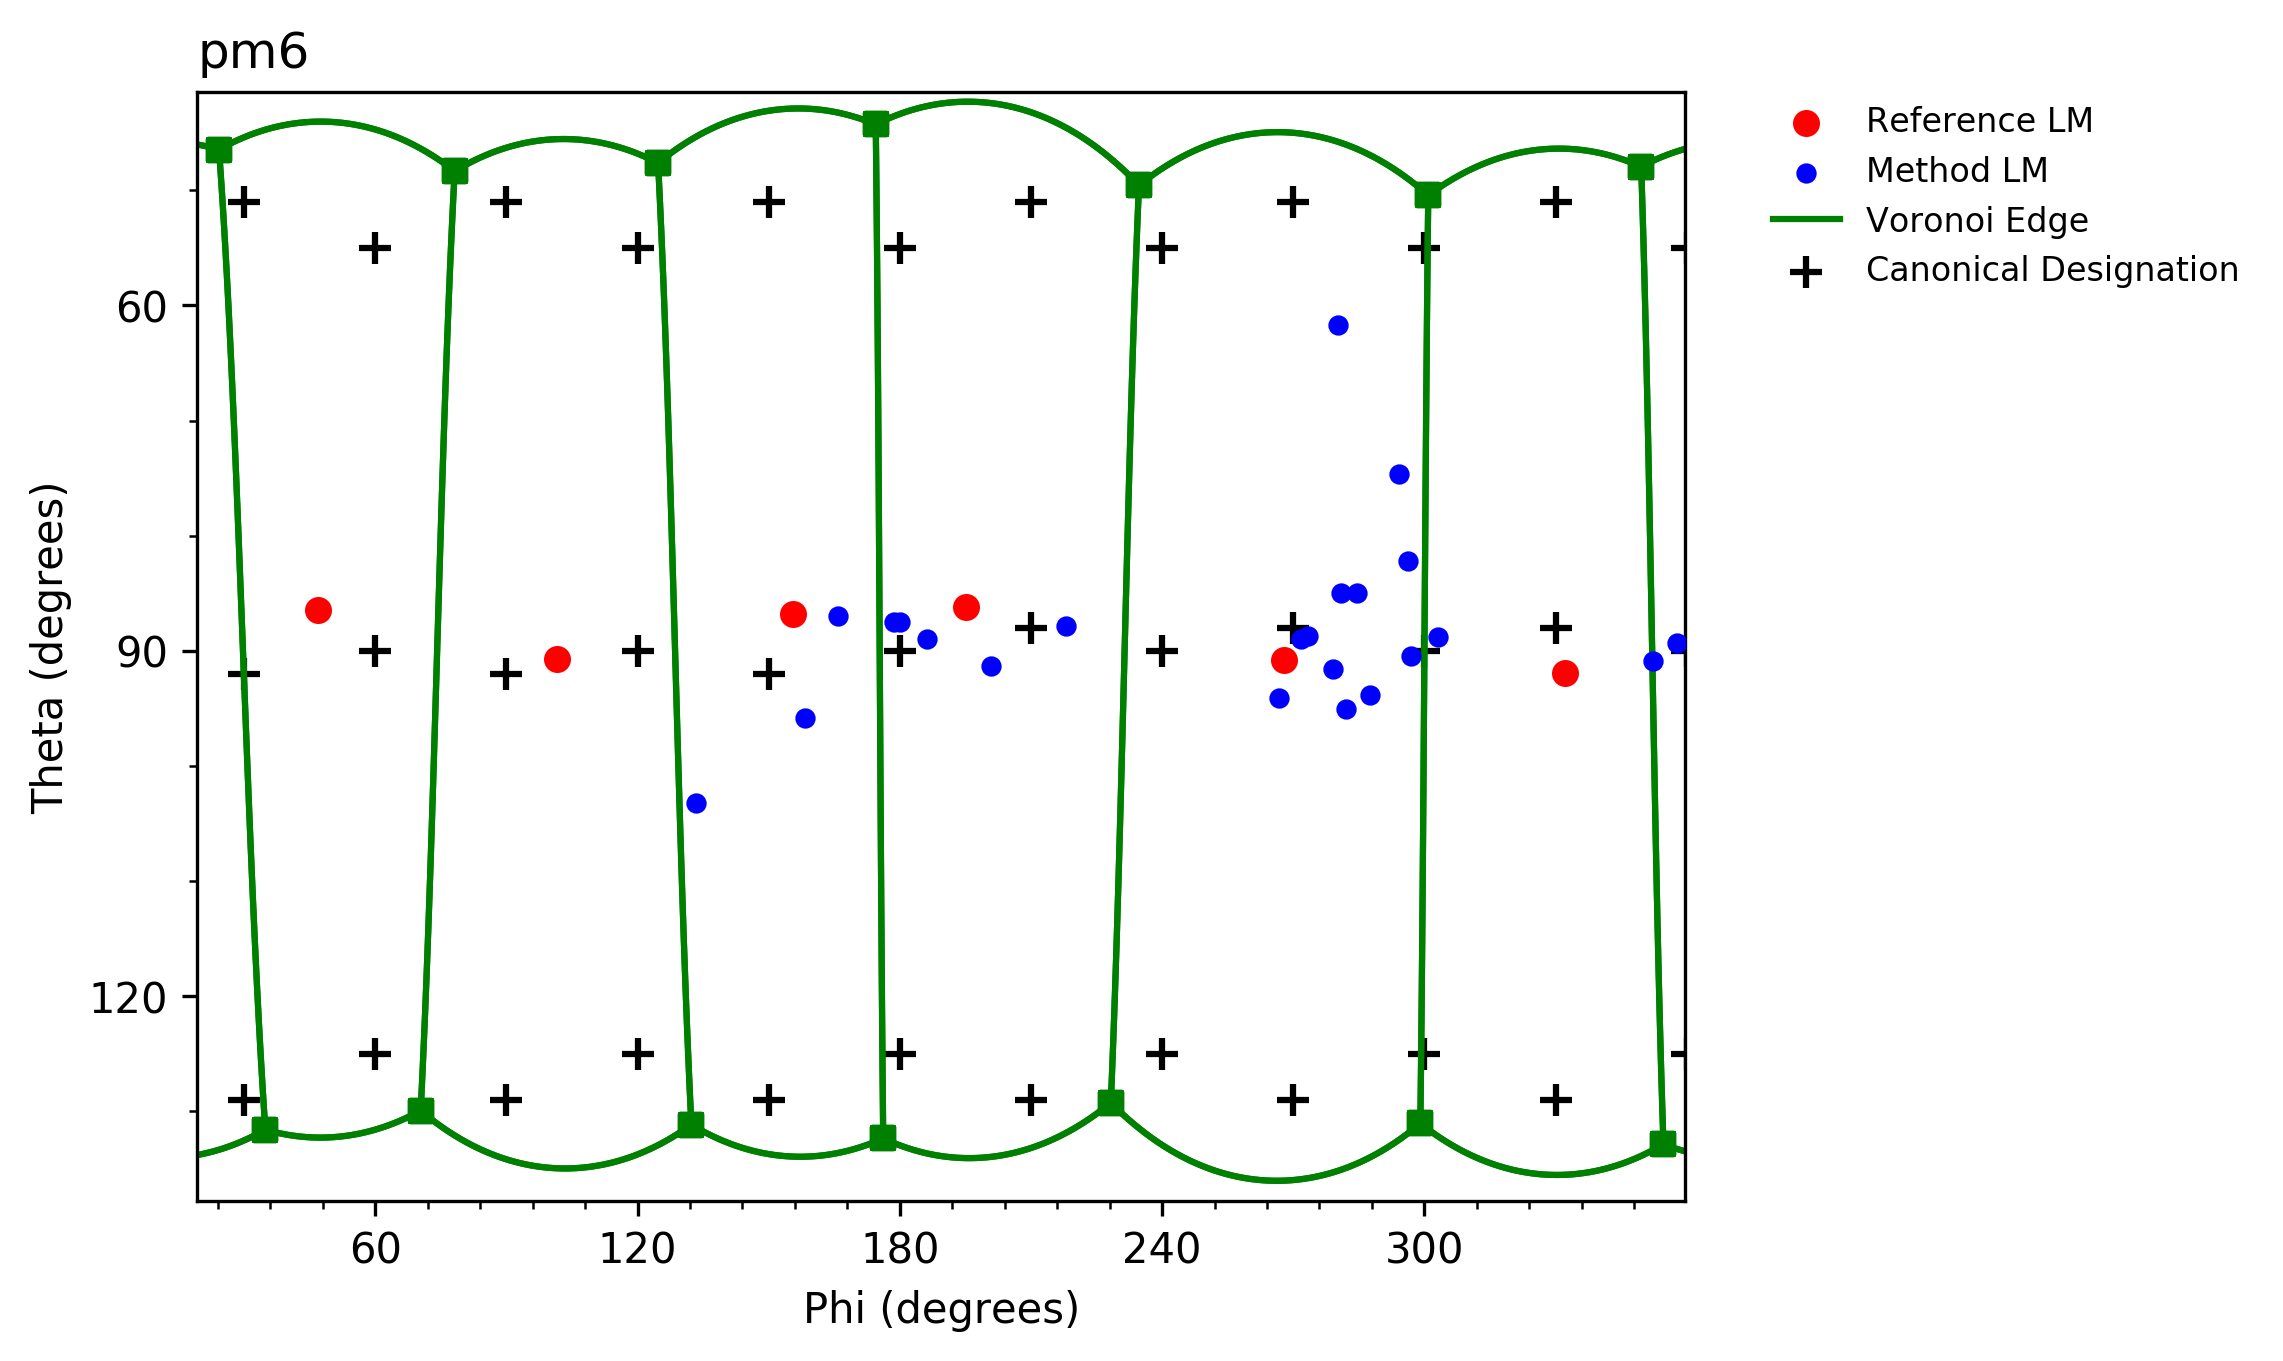 pm6
Reference LM
Method LM
Voronoi Edge
Canonical Designation
60
90
120
Theta (degrees)
60 120 180 240 300
Phi (degrees)